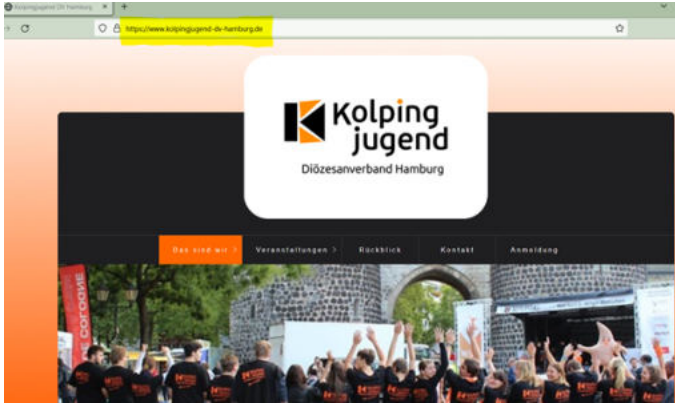 Kolpingjugend DV Hamburg
https://www.kolpingjugend-dv-hamburg.de
Kolping
jugend
Diözesanverband Hamburg
Das sind wir > Veranstaltungen > Rückblick Kontakt Anmeldung